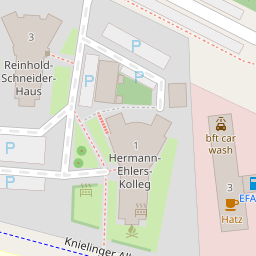 3
Reinhold-
Schneider-
Haus
P
P
P
P
P
1
Hermann-
Ehlers-
Kolleg
bft car
wash
3
EFA
Hatz
Knielinger All